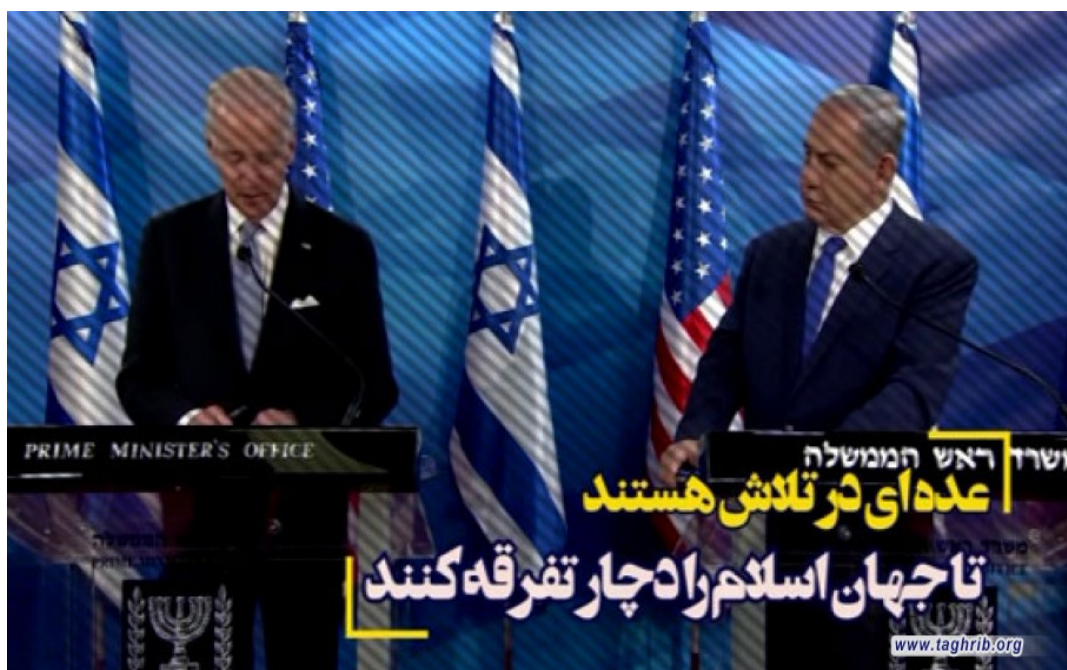 PRIME MINISTER'S OFFICE
משרד ראש הממשלה
عده‌ای در تلاش هستند
تا جهان اسلام را دچار تفرقه کنند
www.taghrib.org